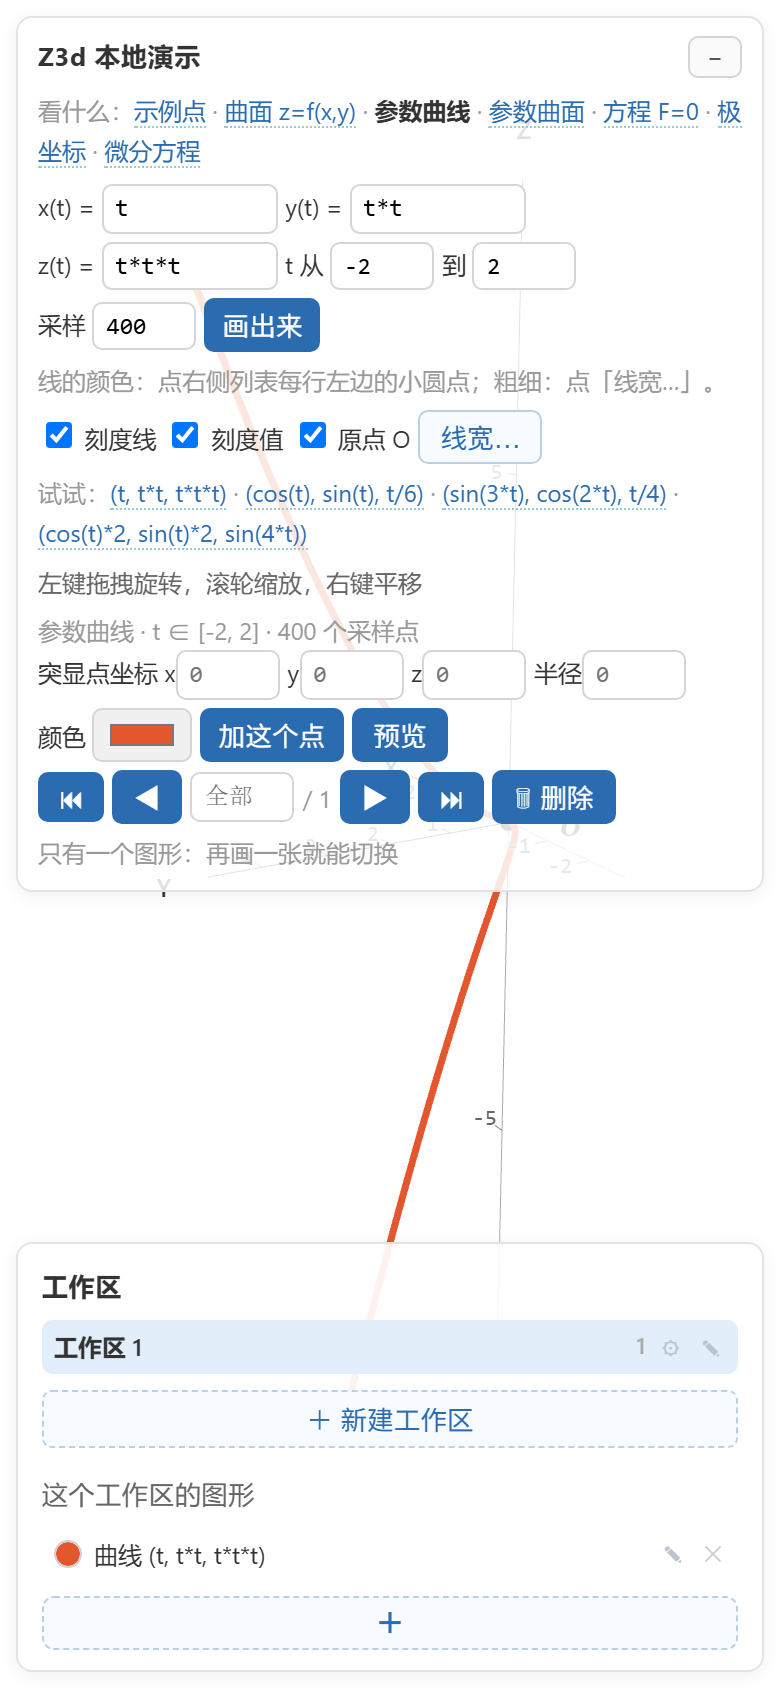 Z3d 本地演示 –
看什么：示例点 · 曲面 z=f(x,y) · 参数曲线 · 参数曲面 · 方程 F=0 · 极
坐标 · 微分方程
Z
x(t) = t y(t) = t*t
z(t) = t*t*t t 从 -2 到 2
采样 400 画出来
线的颜色：点右侧列表每行左边的小圆点；粗细：点「线宽…」。
刻度线 刻度值 原点 O 线宽…
5
试试：(t, t*t, t*t*t) · (cos(t), sin(t), t/6) · (sin(3*t), cos(2*t), t/4) ·
(cos(t)*2, sin(t)*2, sin(4*t))
左键拖拽旋转，滚轮缩放，右键平移
参数曲线 · t ∈ [-2, 2] · 400 个采样点
突显点坐标 x 0 y 0 z 0 半径 0
颜色 加这个点 预览
全部 / 1 删除
2 1 O
-1
-2
只有一个图形：再画一张就能切换
Y
-5
工作区
工作区 1 1
＋ 新建工作区
这个工作区的图形
曲线 (t, t*t, t*t*t)
＋